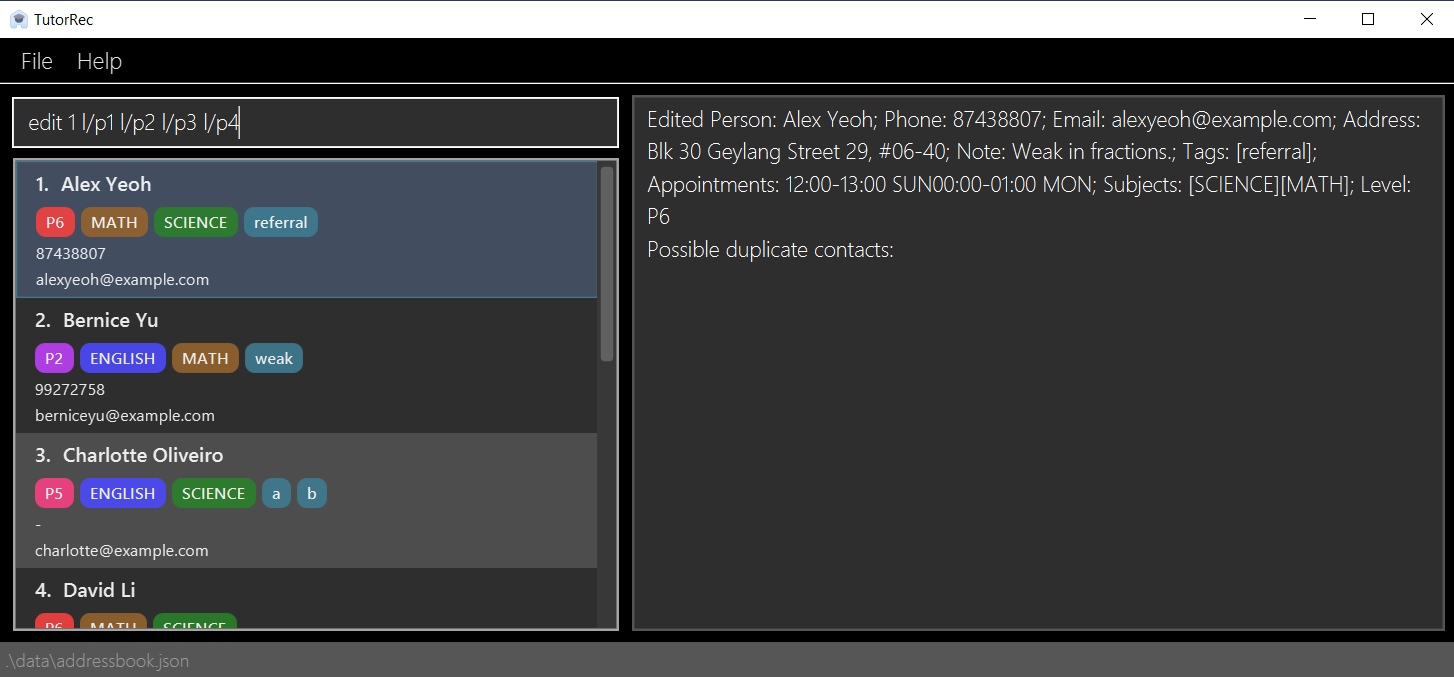 TutorRec
File Help
edit 1 l/p1 l/p2 l/p3 l/p4
1. Alex Yeoh
P6 MATH SCIENCE referral
87438807
alexyeoh@example.com
2. Bernice Yu
P2 ENGLISH MATH weak
99272758
berniceyu@example.com
3. Charlotte Oliveiro
P5 ENGLISH SCIENCE a b
-
charlotte@example.com
4. David Li
P6 MATH SCIENCE
Edited Person: Alex Yeoh; Phone: 87438807; Email: alexyeoh@example.com; Address:
Blk 30 Geylang Street 29, #06-40; Note: Weak in fractions.; Tags: [referral];
Appointments: 12:00-13:00 SUN00:00-01:00 MON; Subjects: [SCIENCE][MATH]; Level:
P6
Possible duplicate contacts:
.\data\addressbook.json